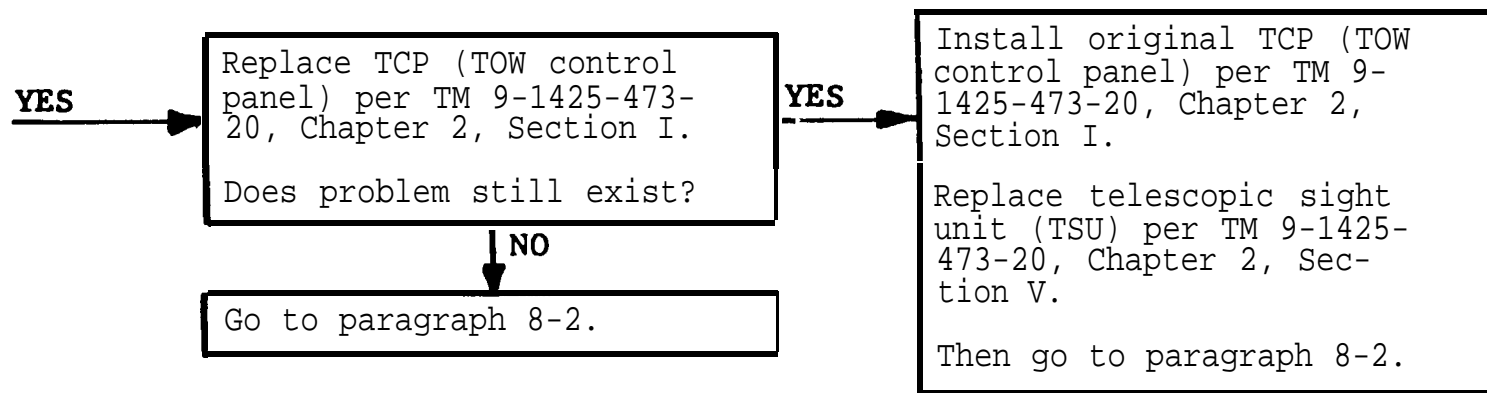 YES
Replace TCP (TOW control
panel) per TM 9-1425-473-
20, Chapter 2, Section I.
Does problem still exist?
NO
Go to paragraph 8-2.
YES
Install original TCP (TOW
control panel) per TM 9-
1425-473-20, Chapter 2,
Section I.
Replace telescopic sight
unit (TSU) per TM 9-1425-
473-20, Chapter 2, Sec-
tion V.
Then go to paragraph 8-2.